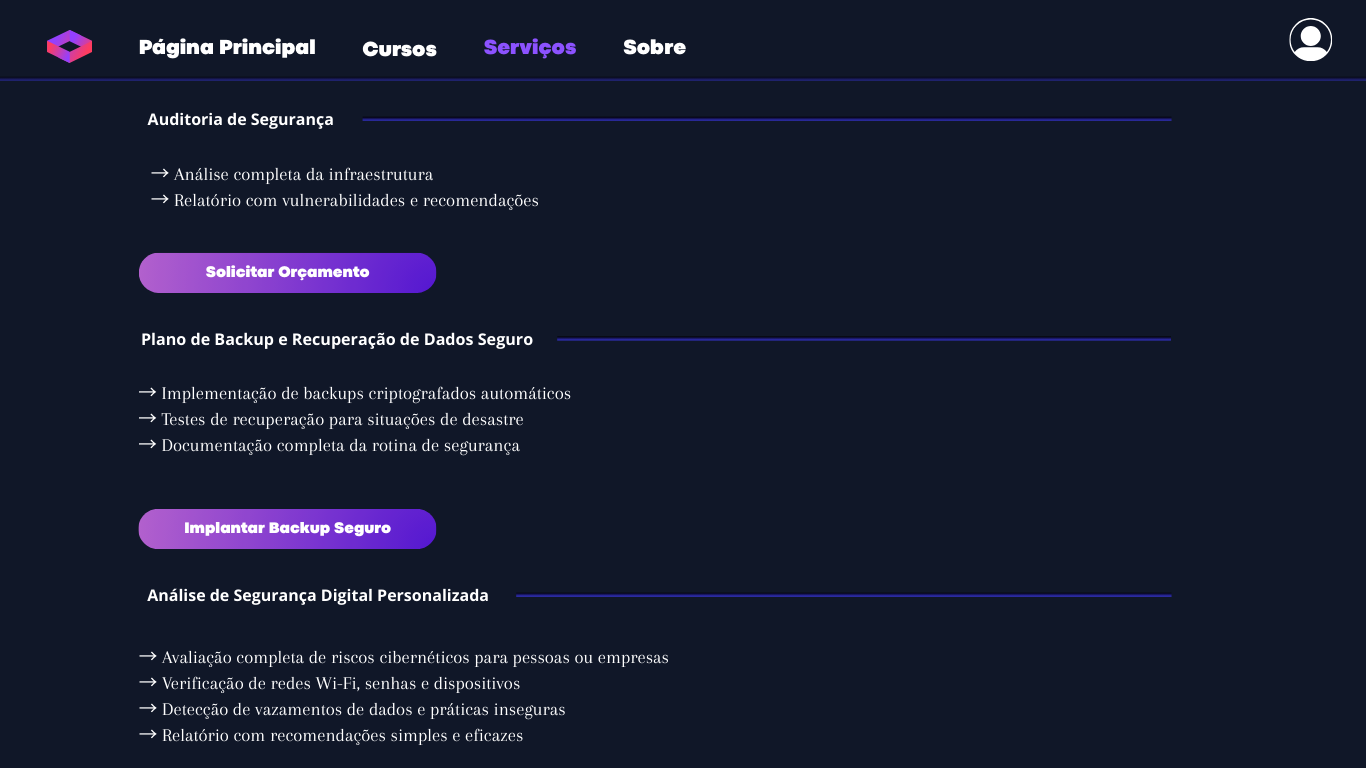 Página Principal Cursos Serviços Sobre
Auditoria de Segurança
→ Análise completa da infraestrutura
→ Relatório com vulnerabilidades e recomendações
Solicitar Orçamento
Plano de Backup e Recuperação de Dados Seguro
→ Implementação de backups criptografados automáticos
→ Testes de recuperação para situações de desastre
→ Documentação completa da rotina de segurança
Implantar Backup Seguro
Análise de Segurança Digital Personalizada
→ Avaliação completa de riscos cibernéticos para pessoas ou empresas
→ Verificação de redes Wi-Fi, senhas e dispositivos
→ Detecção de vazamentos de dados e práticas inseguras
→ Relatório com recomendações simples e eficazes